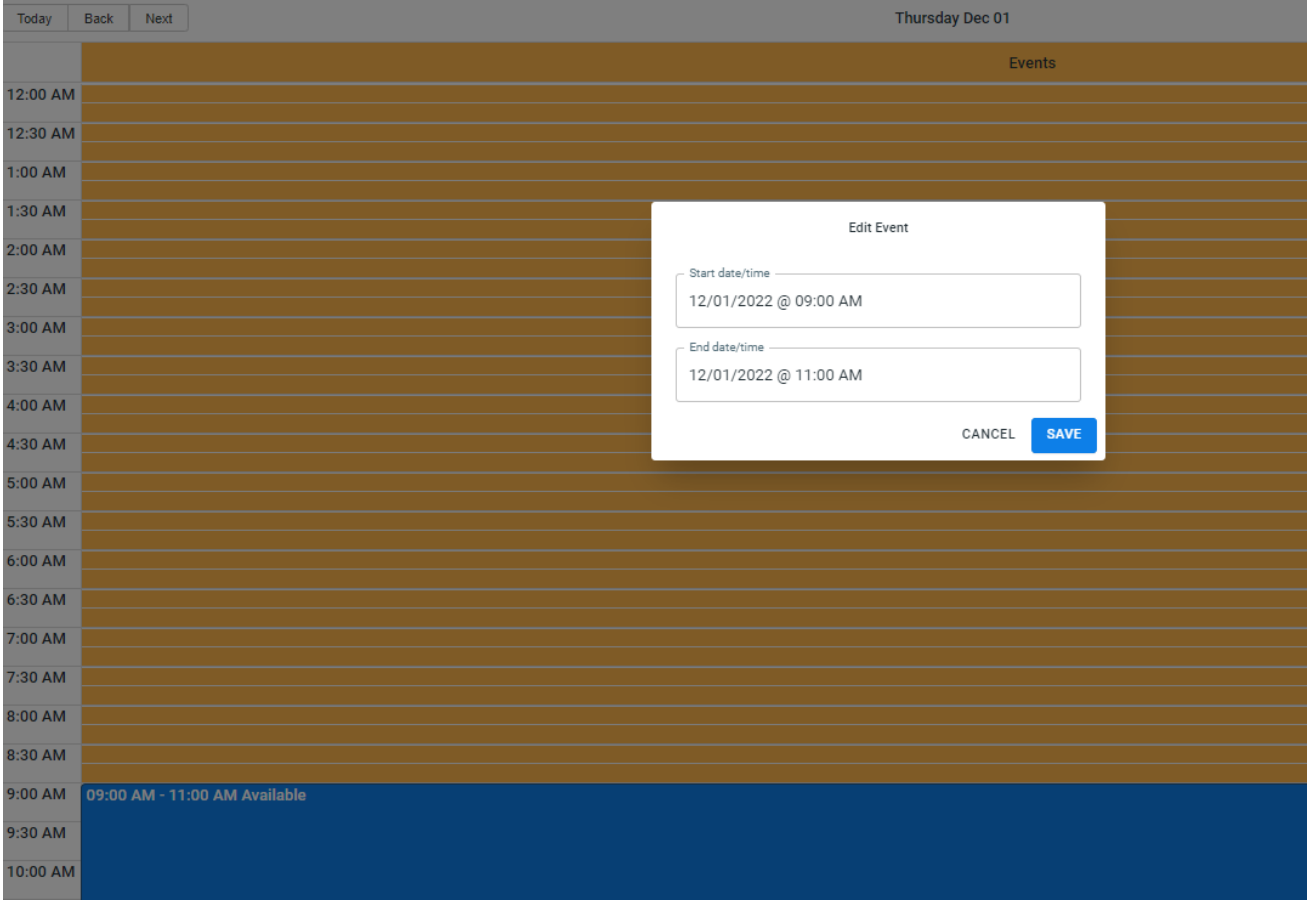 Today Back Next Thursday Dec 01
Events
12:00 AM
12:30 AM
1:00 AM
1:30 AM
2:00 AM
2:30 AM
3:00 AM
3:30 AM
4:00 AM
4:30 AM
5:00 AM
5:30 AM
6:00 AM
6:30 AM
7:00 AM
7:30 AM
8:00 AM
8:30 AM
9:00 AM 09:00 AM - 11:00 AM Available
9:30 AM
10:00 AM
Edit Event
Start date/time
12/01/2022 @ 09:00 AM
End date/time
12/01/2022 @ 11:00 AM
CANCEL SAVE